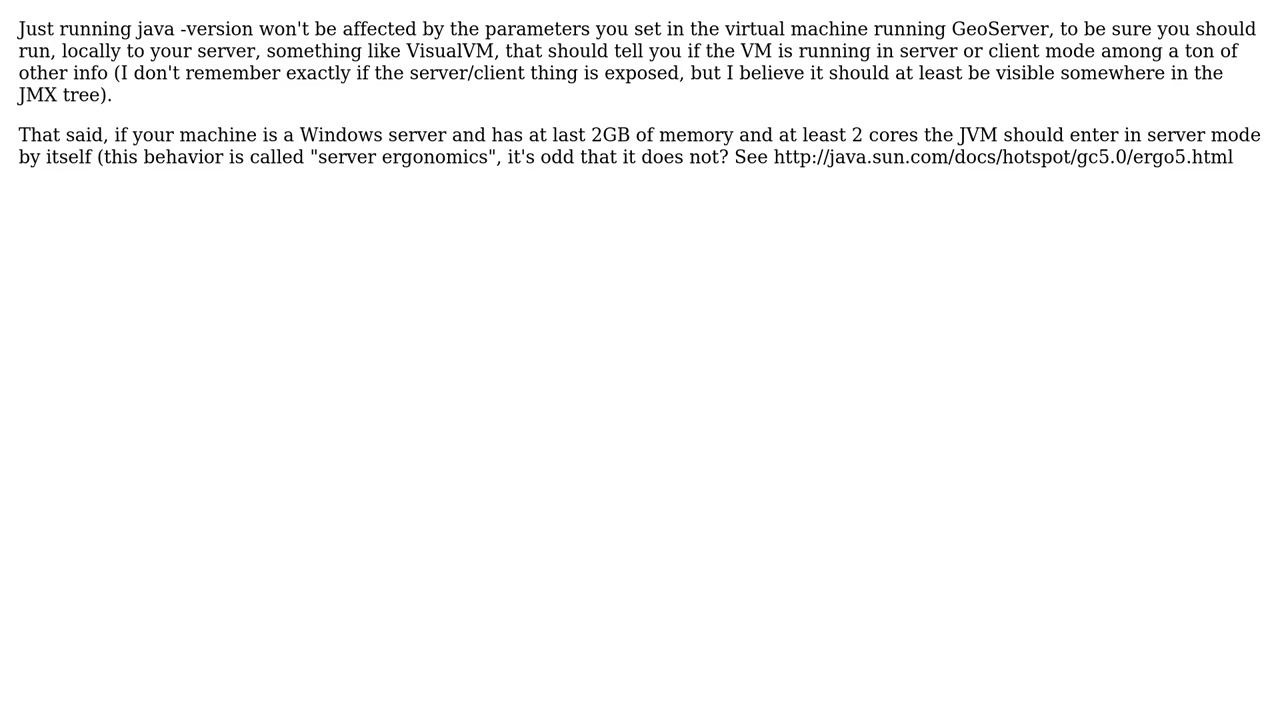 Just running java -version won't be affected by the parameters you set in the virtual machine running GeoServer, to be sure you should
run, locally to your server, something like VisualVM, that should tell you if the VM is running in server or client mode among a ton of
other info (I don't remember exactly if the server/client thing is exposed, but I believe it should at least be visible somewhere in the
JMX tree).
That said, if your machine is a Windows server and has at last 2GB of memory and at least 2 cores the JVM should enter in server mode
by itself (this behavior is called "server ergonomics", it's odd that it does not? See http://java.sun.com/docs/hotspot/gc5.0/ergo5.html